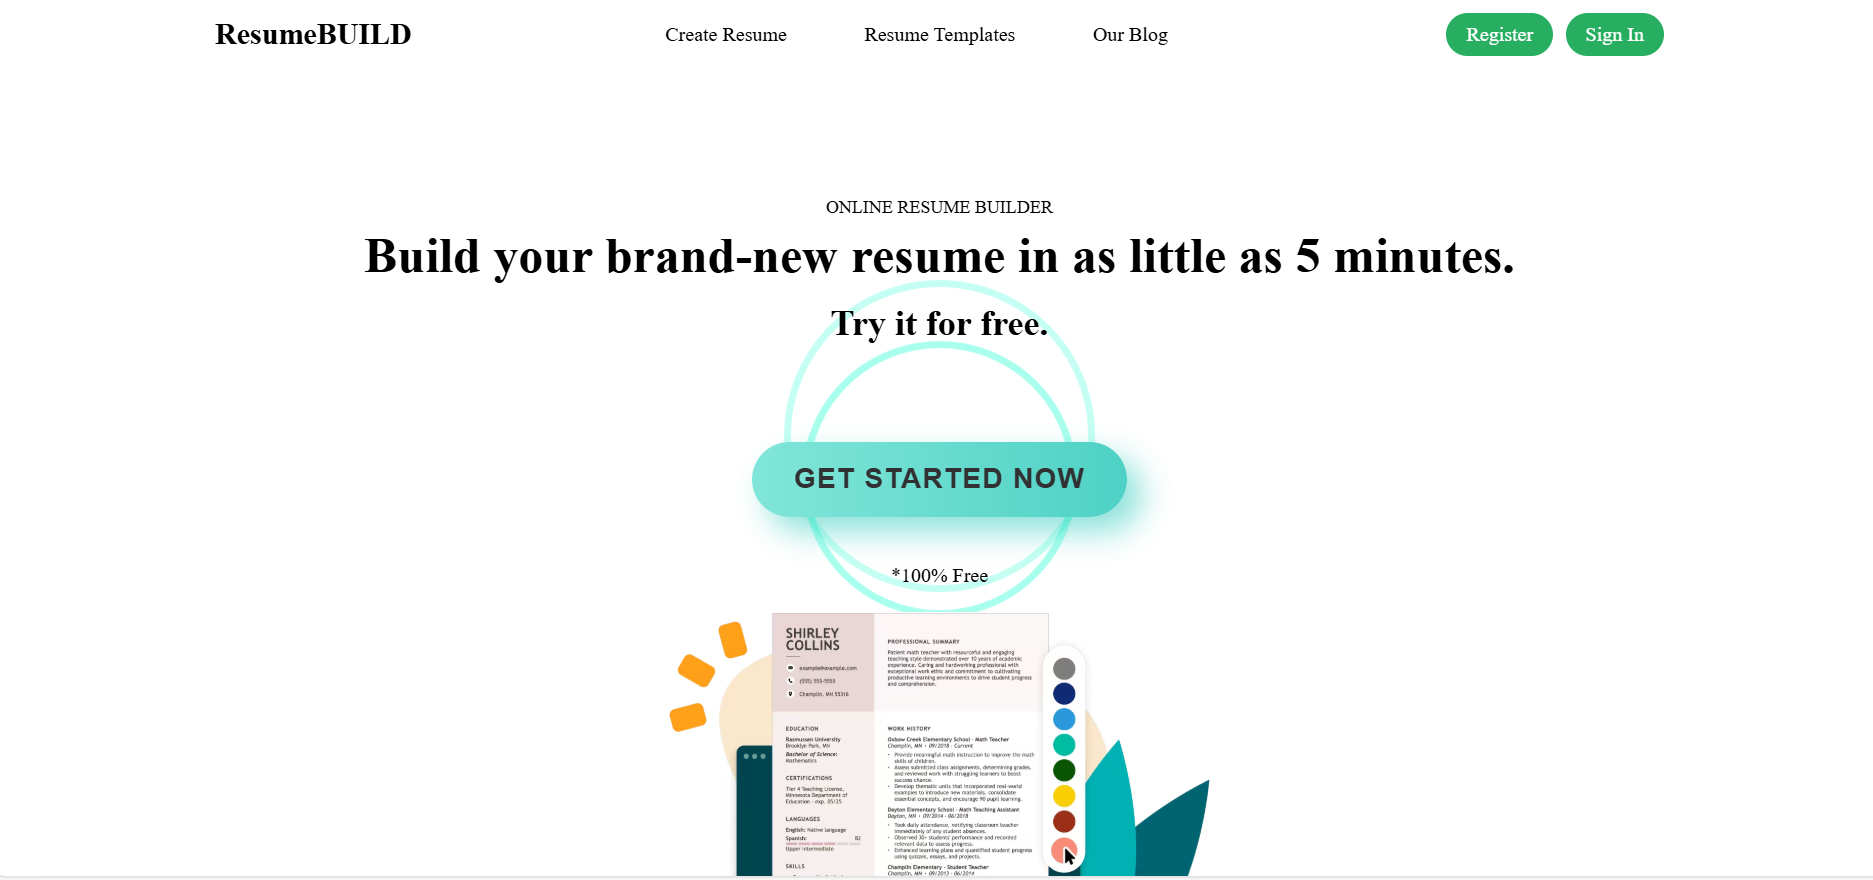 ResumeBUILD
Create Resume
Resume Templates
Our Blog
Register
Sign In
ONLINE RESUME BUILDER
Build your brand-new resume in as little as 5 minutes.
Try it for free.
GET STARTED NOW
*100% Free
SHIRLEY
COLLINS
example@example.com
(555) 555-5555
Champlin, MN 55316
EDUCATION
Rasmussen University
Brooklyn Park, MN
Bachelor of Science:
Mathematics
CERTIFICATIONS
Tier 4 Teaching License,
Minnesota Department of
Education - exp. 05/25
LANGUAGES
English: Native language
Spanish: B2
Upper intermediate
SKILLS
PROFESSIONAL SUMMARY
Patient math teacher with resourceful and engaging
teaching style demonstrated over 10 years of academic
experience. Caring and hardworking professional with
exceptional work ethic and commitment to cultivating
productive learning environments to drive student progress
and comprehension.
WORK HISTORY
Oxbow Creek Elementary School - Math Teacher
Champlin, MN • 09/2018 - Current
• Provide meaningful math instruction to improve the math
skills of children.
• Assess submitted class assignments, determining grades,
and reviewed work with struggling learners to boost
success chance.
• Develop thematic units that incorporated real-world
examples to introduce new materials, consolidate
essential concepts, and encourage 90 pupil learning.
Dayton Elementary School - Math Teaching Assistant
Dayton, MN • 09/2014 - 06/2018
• Took daily attendance, notifying classroom teacher
immediately of any student absences.
• Observed 30+ students' performance and recorded
relevant data to assess progress.
• Enhanced learning plans and quantified student progress
using quizzes, essays, and projects.
Champlin Elementary - Student Teacher
Champlin, MN • 09/2013 - 06/2014